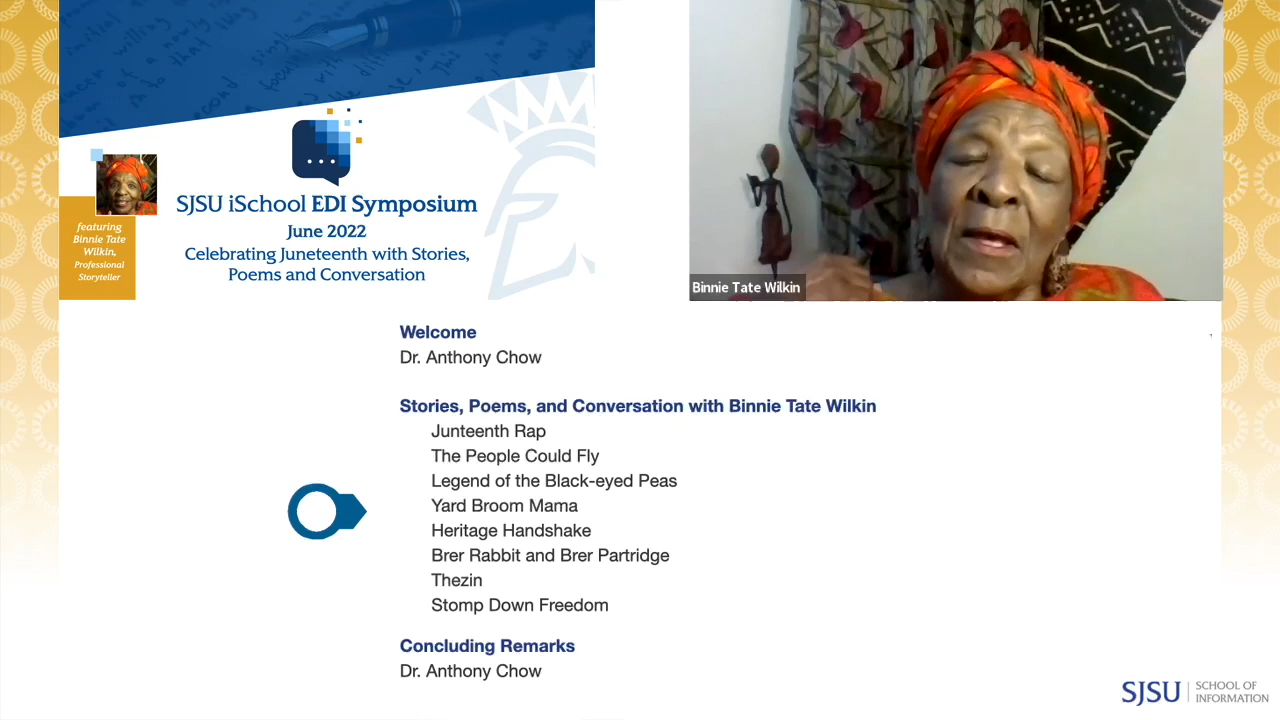 SJSU iSchool EDI Symposium
June 2022
Celebrating Juneteenth with Stories,
Poems and Conversation
featuring
Binnie Tate
Wilkin,
Professional
Storyteller
Binnie Tate Wilkin
Welcome
Dr. Anthony Chow
Stories, Poems, and Conversation with Binnie Tate Wilkin
Junteenth Rap
The People Could Fly
Legend of the Black-eyed Peas
Yard Broom Mama
Heritage Handshake
Brer Rabbit and Brer Partridge
Thezin
Stomp Down Freedom
Concluding Remarks
Dr. Anthony Chow
SJSU | SCHOOL OF
INFORMATION